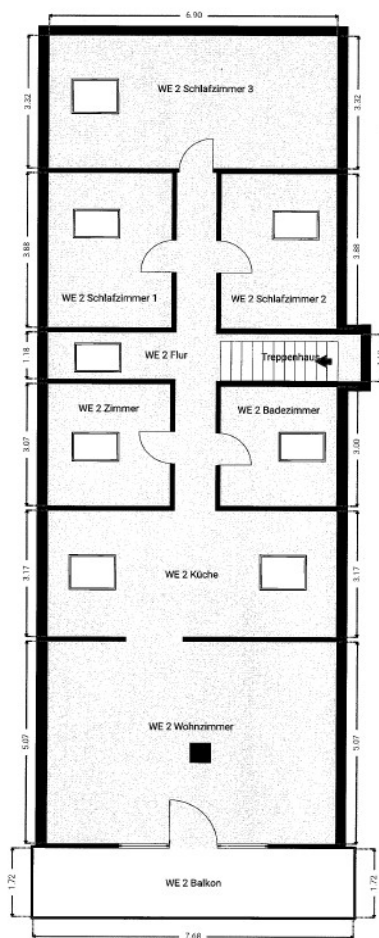 6.90
3.32
WE 2 Schlafzimmer 3
3.32
3.88
WE 2 Schlafzimmer 1
WE 2 Schlafzimmer 2
3.88
1.18
WE 2 Flur
Treppenhaus
3.07
WE 2 Zimmer
WE 2 Badezimmer
3.00
3.17
WE 2 Küche
3.17
5.07
WE 2 Wohnzimmer
5.07
1.72
WE 2 Balkon
1.72
7.68